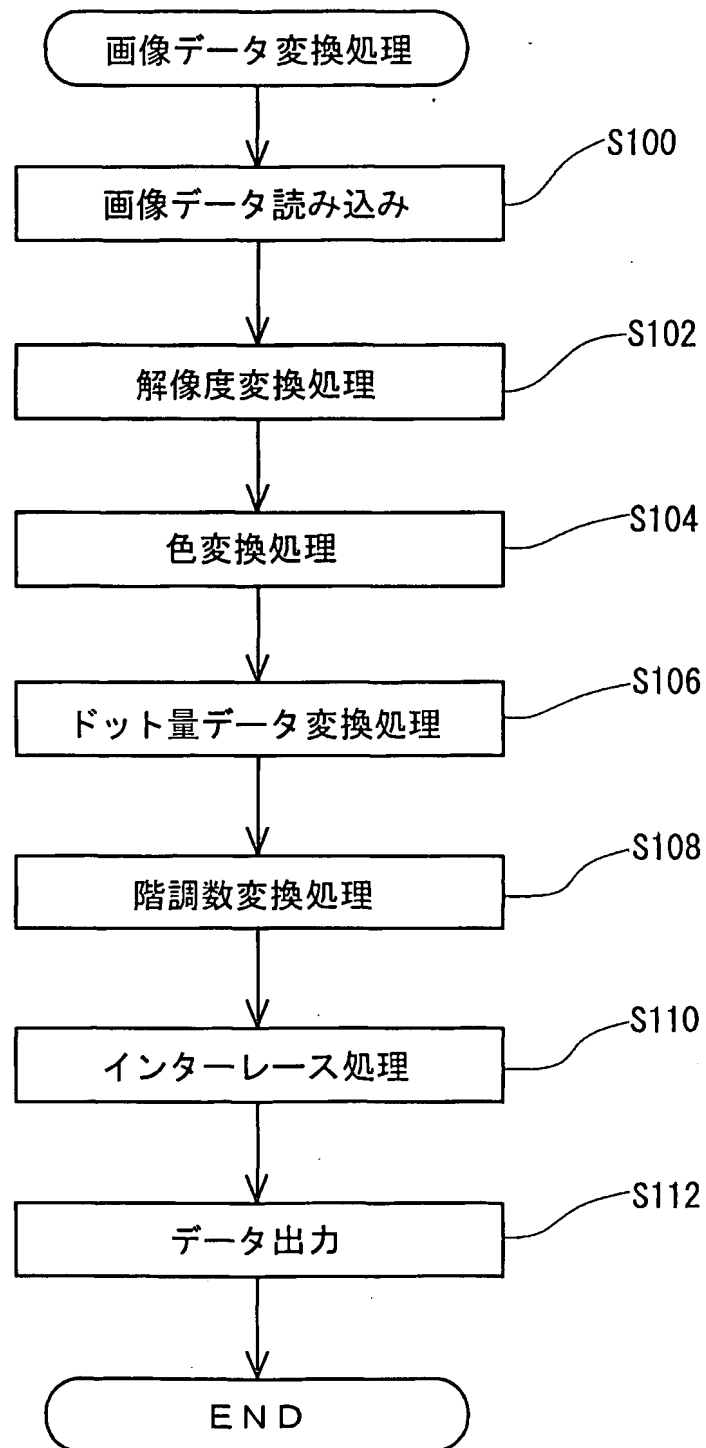 画像データ変換処理
S100
画像データ読み込み
S102
解像度変換処理
S104
色変換処理
S106
ドット量データ変換処理
S108
階調数変換処理
S110
インターレース処理
S112
データ出力
END